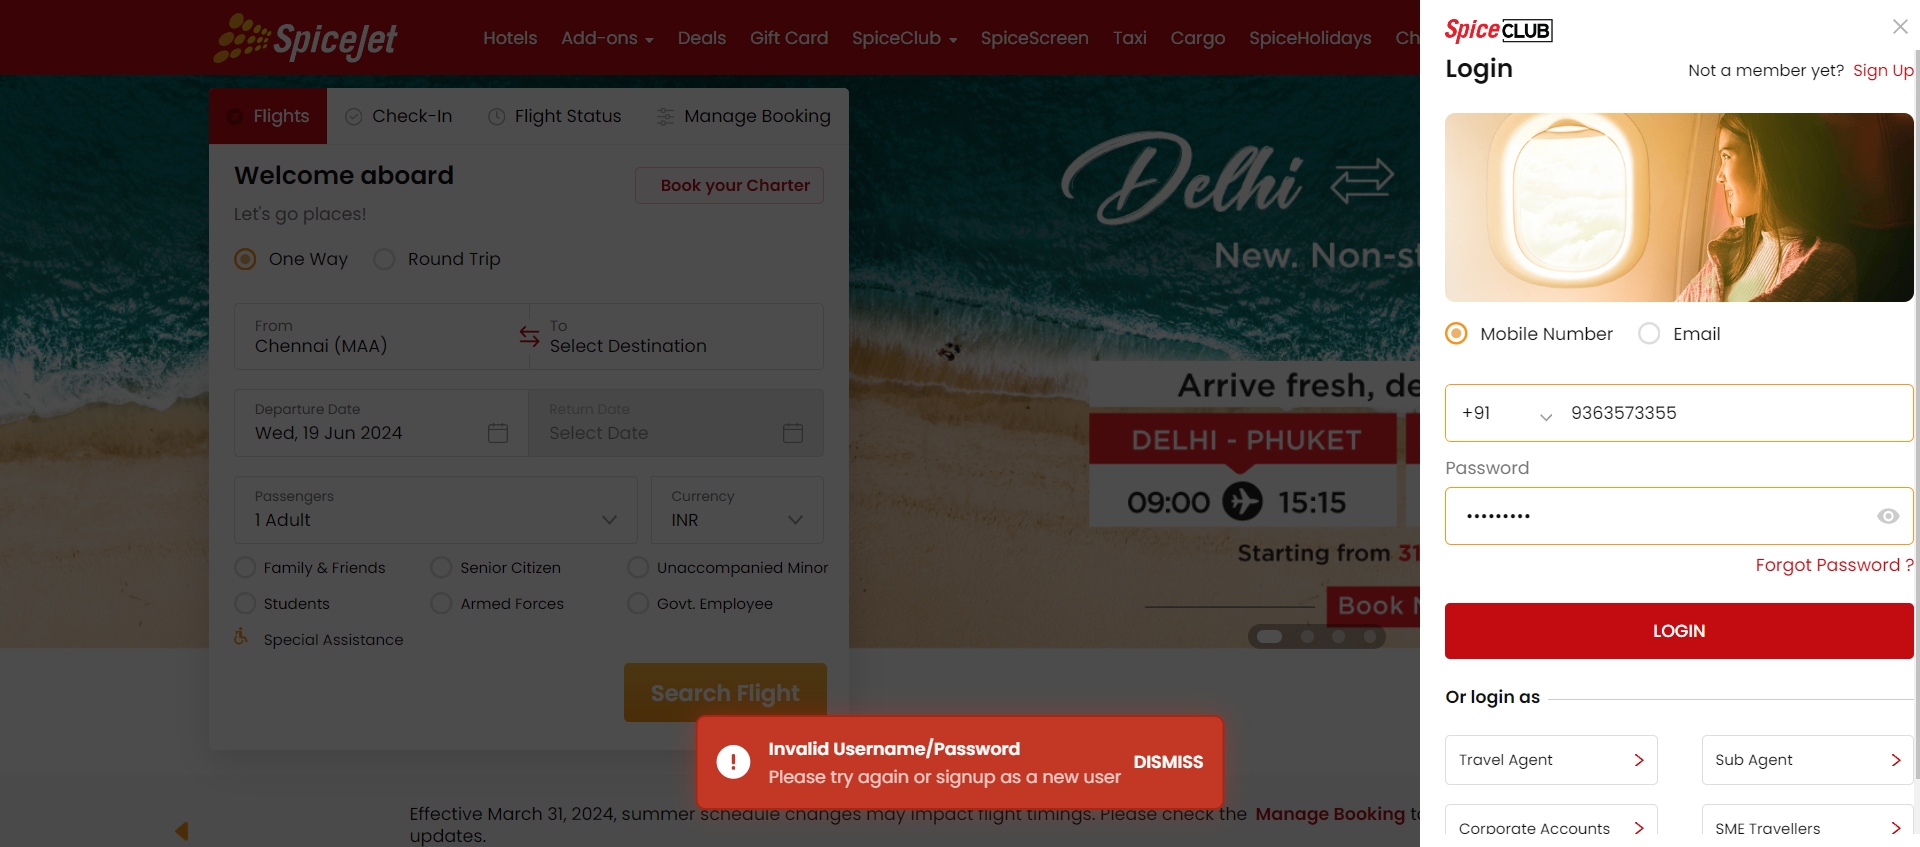 SpiceJet
Hotels Add-ons Deals Gift Card SpiceClub SpiceScreen Taxi Cargo SpiceHolidays Ch
Flights Check-In Flight Status Manage Booking
Welcome aboard
Book your Charter
Let's go places!
One Way Round Trip
From
Chennai (MAA)
To
Select Destination
Departure Date
Wed, 19 Jun 2024
Return Date
Select Date
Passengers
1 Adult
Currency
INR
Family & Friends Senior Citizen Unaccompanied Minor
Students Armed Forces Govt. Employee
Special Assistance
Search Flight
Delhi
New. Non-st
Arrive fresh, de
DELHI - PHUKET
09:00 15:15
Starting from 31
Book N
Invalid Username/Password
Please try again or signup as a new user
DISMISS
Effective March 31, 2024, summer schedule changes may impact flight timings. Please check the Manage Booking to
updates.
SpiceCLUB
Login
Not a member yet? Sign Up
Mobile Number Email
+91 9363573355
Password
•••••••••
Forgot Password ?
LOGIN
Or login as
Travel Agent Sub Agent
Corporate Accounts SME Travellers